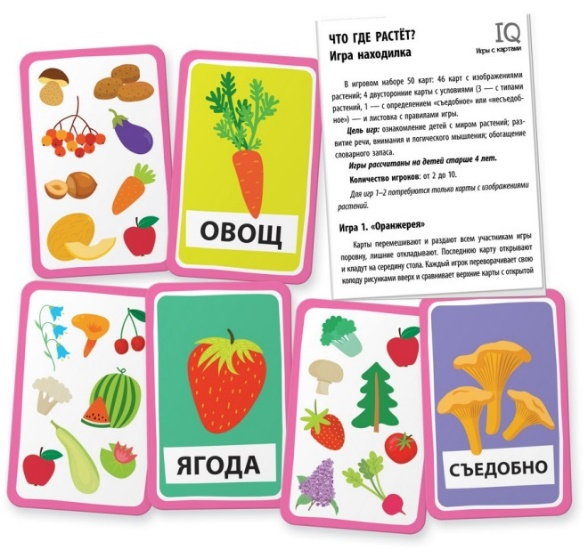 ЧТО ГДЕ РАСТЁТ?
Игра находилка
IQ
Игры с картами
В игровом наборе 50 карт: 46 карт с изображениями
растений; 4 двусторонние карты с условиями (3 — с типами
растений, 1 — с определением «съедобное» или «несъедоб-
ное») — и листовка с правилами игры.
Цель игр: ознакомление детей с миром растений; раз-
витие речи, внимания и логического мышления; обогащение
словарного запаса.
Игры рассчитаны на детей старше 4 лет.
Количество игроков: от 2 до 10.
Для игр 1–2 потребуются только карты с изображениями
растений.
Игра 1. «Оранжерея»
Карты перемешивают и раздают всем участникам игры
поровну, лишние откладывают. Последнюю карту открывают
и кладут на середину стола. Каждый игрок переворачивает свою
колоду рисунками вверх и сравнивает верхние карты с открытой
ОВОЩ
ЯГОДА
СЪЕДОБНО